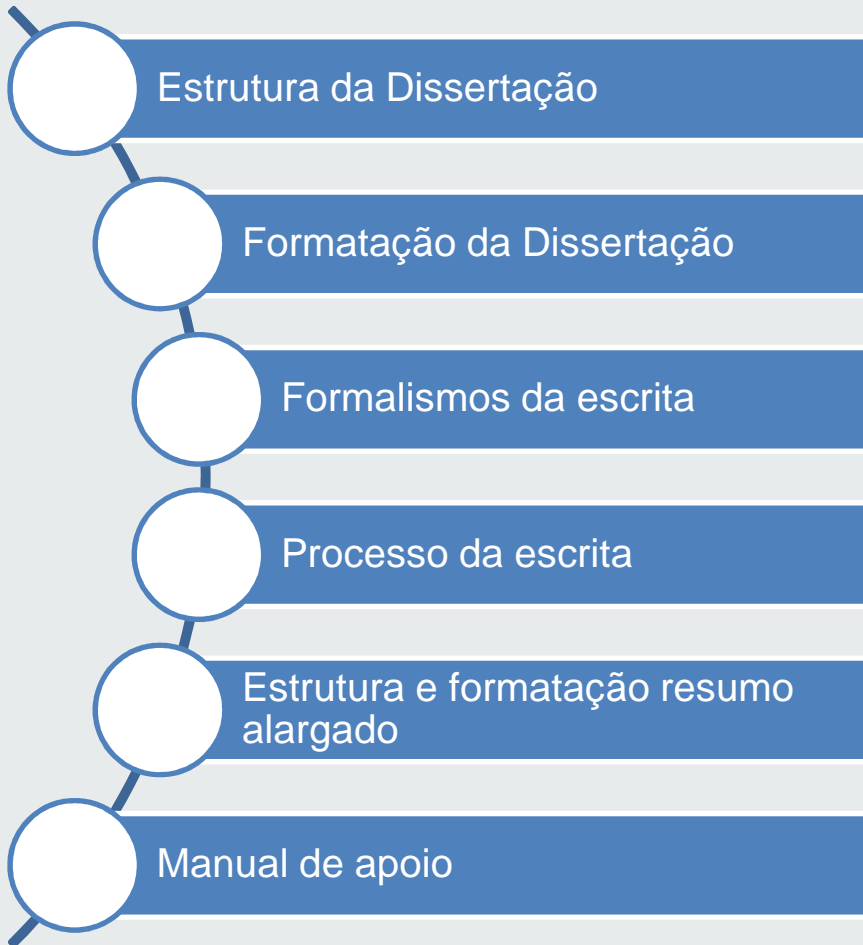 Estrutura da Dissertação
Formatação da Dissertação
Formalismos da escrita
Processo da escrita
Estrutura e formatação resumo
alargado
Manual de apoio